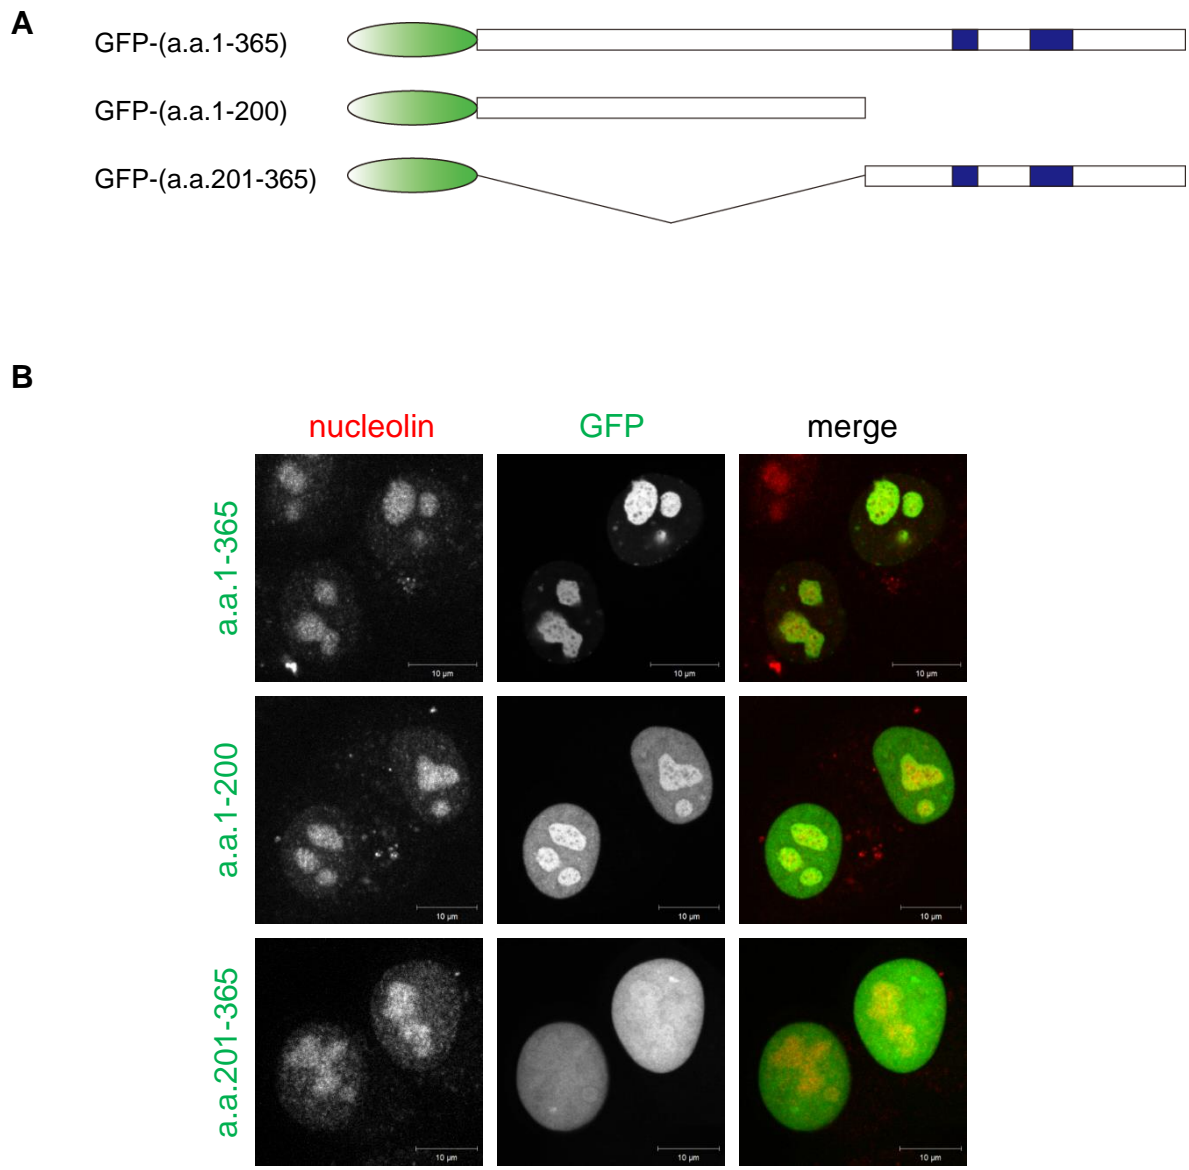 A
GFP-(a.a.1-365)
GFP-(a.a.1-200)
GFP-(a.a.201-365)
B
nucleolin GFP merge
a.a.1-365
10 µm 10 µm 10 µm
a.a.1-200
10 µm 10 µm 10 µm
a.a.201-365
10 µm 10 µm 10 µm